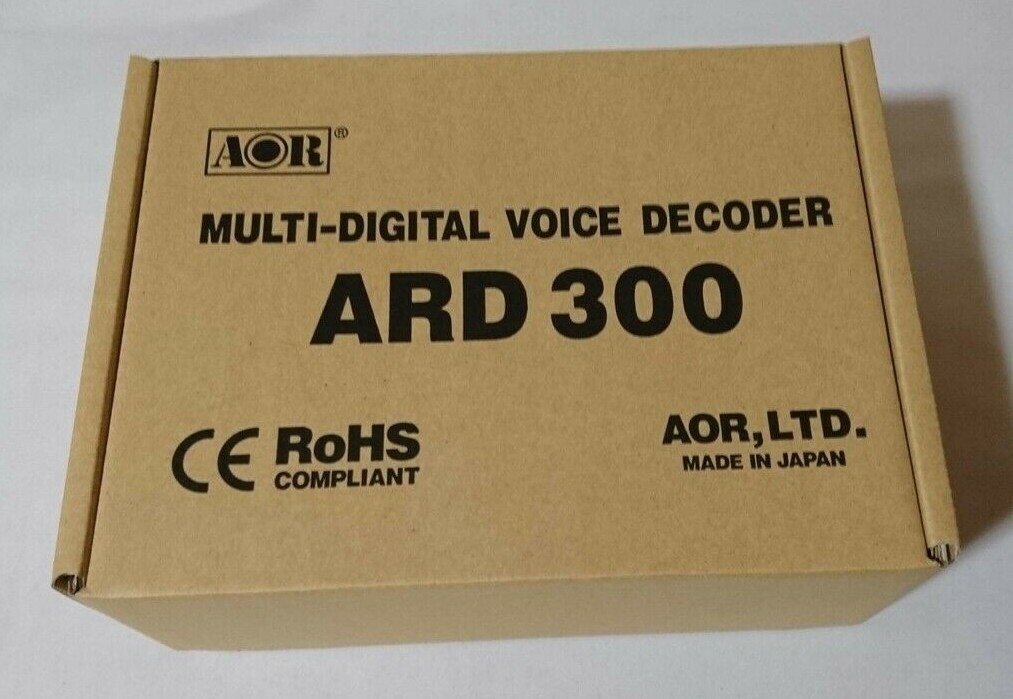 AOR®
MULTI-DIGITAL VOICE DECODER
ARD 300
CE RoHS
COMPLIANT
AOR,LTD.
MADE IN JAPAN